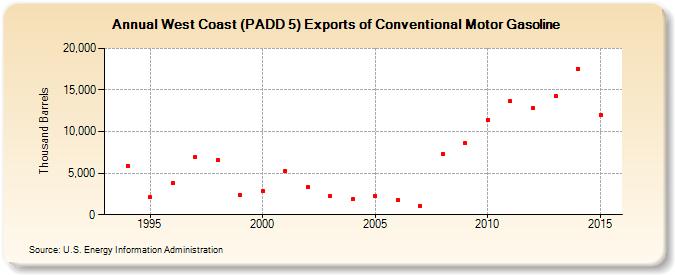 Annual West Coast (PADD 5) Exports of Conventional Motor Gasoline
Thousand Barrels
20,000
15,000
10,000
5,000
0
1995 2000 2005 2010 2015
Source: U.S. Energy Information Administration